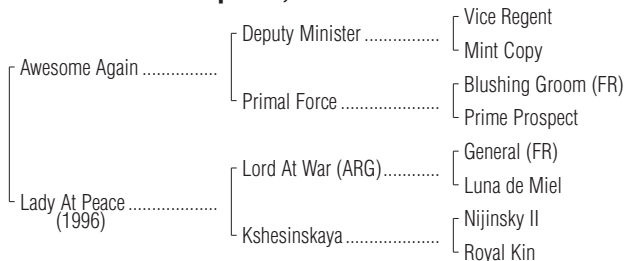 Vice Regent
Deputy Minister ................
Mint Copy
Awesome Again ................
Blushing Groom (FR)
Primal Force .....................
Prime Prospect
General (FR)
Lord At War (ARG)............
Luna de Miel
Lady At Peace ...................
(1996)
Nijinsky II
Kshesinskaya....................
Royal Kin